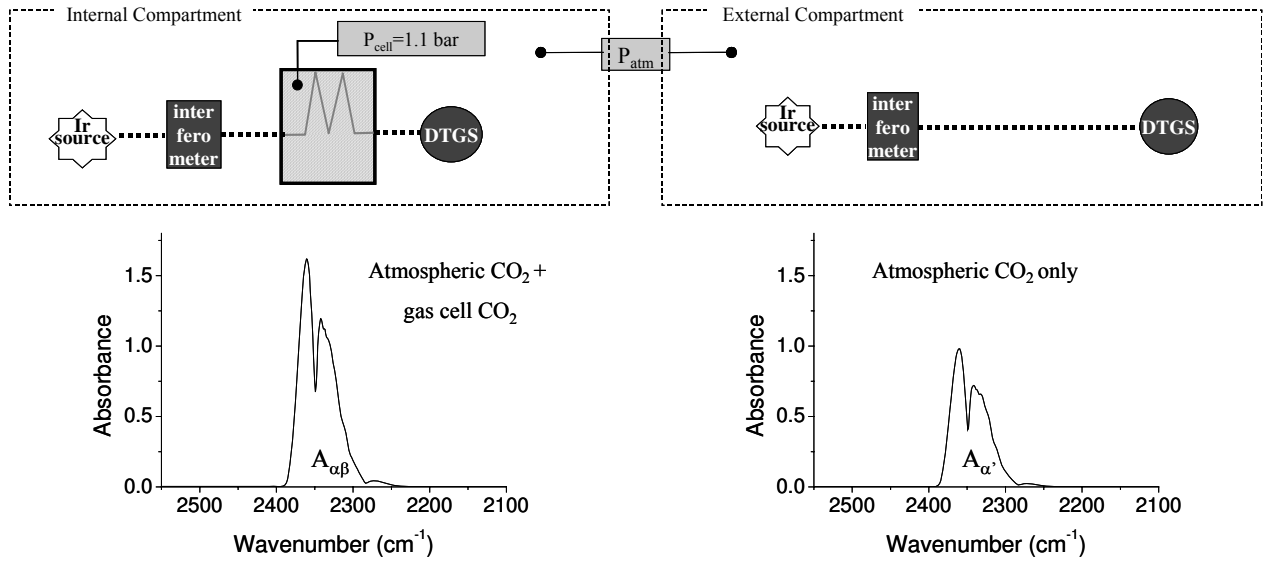 Internal Compartment
External Compartment
P_cell=1.1 bar
P_atm
Ir
source
inter
fero
meter
DTGS
Ir
source
inter
fero
meter
DTGS
Atmospheric CO₂ +
gas cell CO₂
Absorbance
1.5
1.0
0.5
0.0
A_αβ
2500 2400 2300 2200 2100
Wavenumber (cm⁻¹)
Atmospheric CO₂ only
Absorbance
1.5
1.0
0.5
0.0
A_α'
2500 2400 2300 2200 2100
Wavenumber (cm⁻¹)